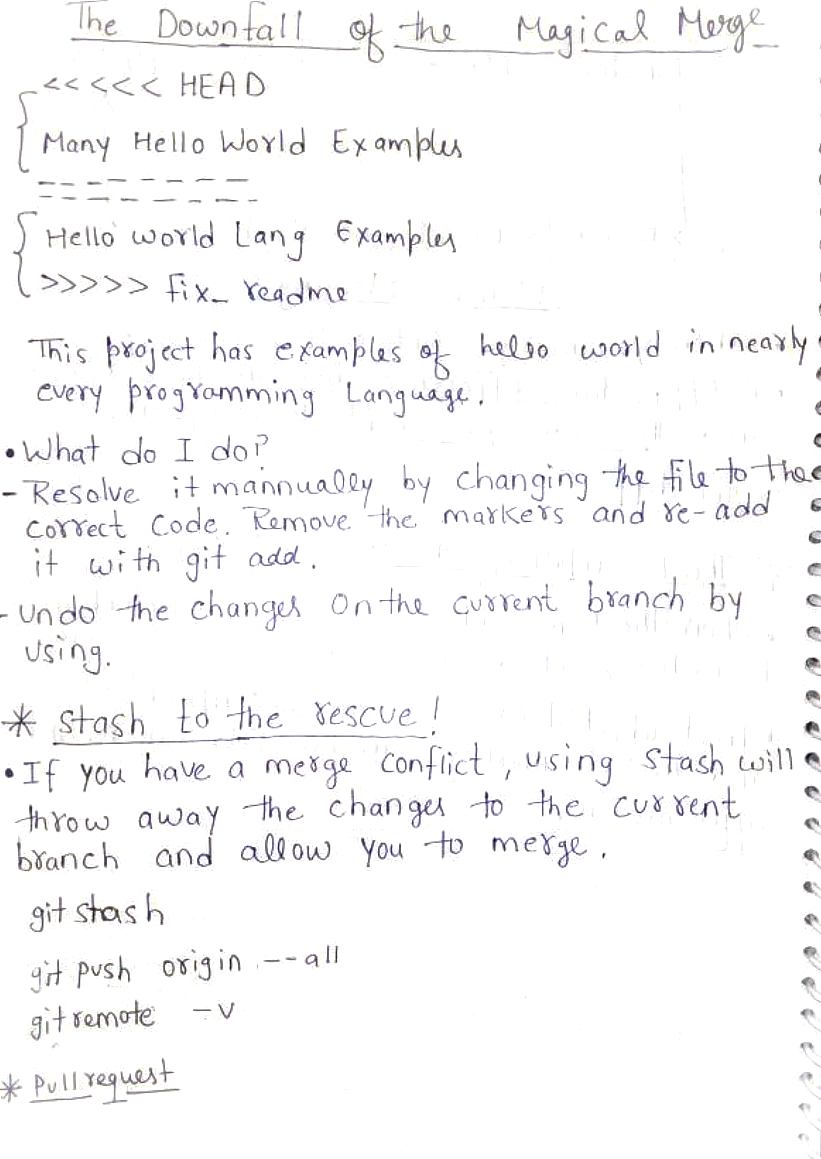 The Downfall of the Magical Merge
<<<<< HEAD
Many Hello World Examples
========
Hello world Lang Examples
>>>>> fix_readme
This project has examples of helso world in nearly
every programming Language.
• What do I do?
- Resolve it mannually by changing the file to the
correct Code. Remove the markers and re-add
it with git add.
- Undo the changes on the current branch by
using.
* Stash to the rescue!
• If you have a merge conflict, using Stash will
throw away the changes to the current
branch and allow you to merge.
git stash
git push origin --all
git remote -v
* Pull request